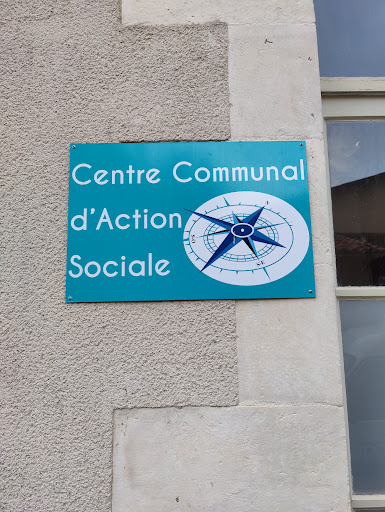 Centre Communal
d'Action
Sociale